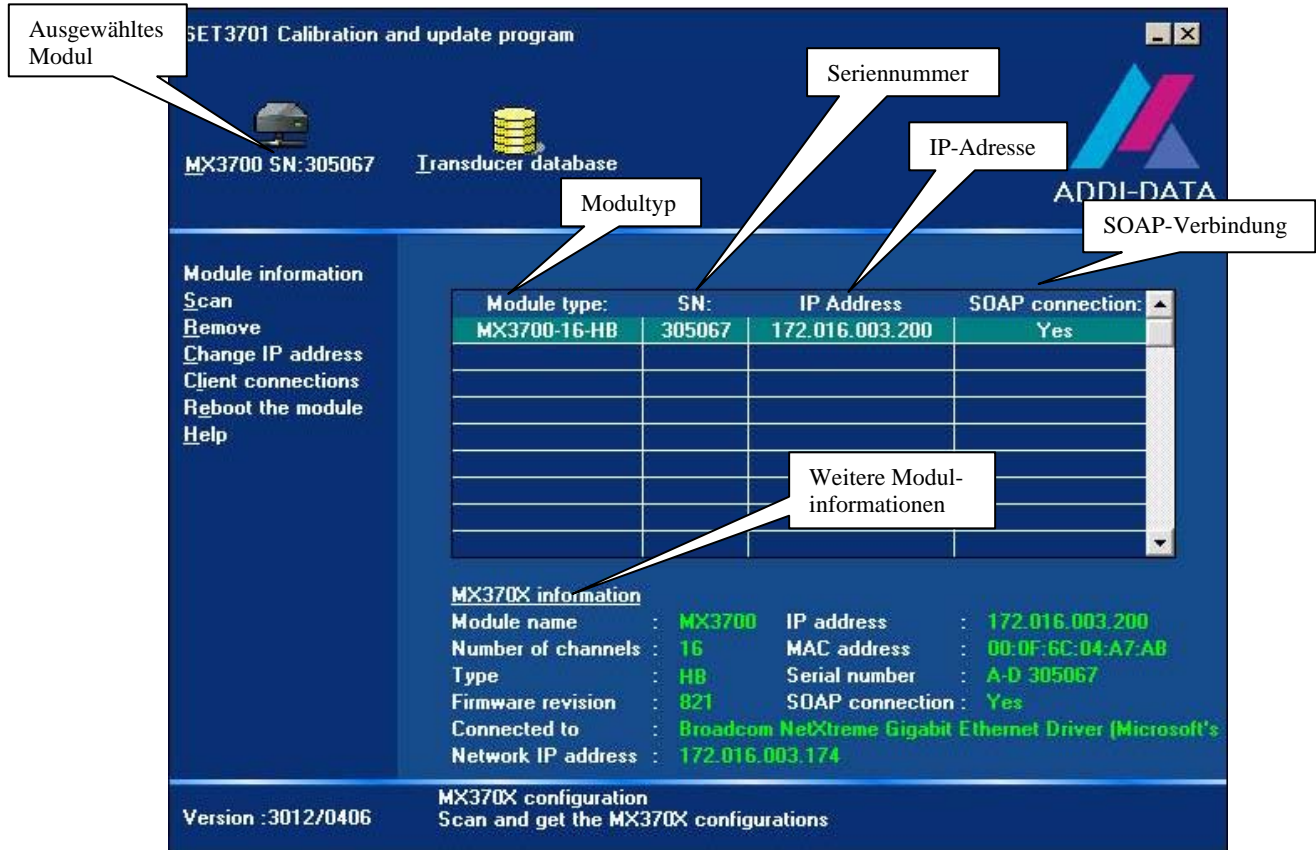 Ausgewähltes
Modul
SET3701 Calibration and update program
Seriennummer
MX3700 SN:305067
Transducer database
IP-Adresse
ADDI-DATA
Modultyp
SOAP-Verbindung
Module information
Scan
Remove
Change IP address
Client connections
Reboot the module
Help
Module type: SN: IP Address SOAP connection:
MX3700-16-HB 305067 172.016.003.200 Yes
Weitere Modul-
informationen
MX370X information
Module name : MX3700 IP address : 172.016.003.200
Number of channels : 16 MAC address : 00:0F:6C:04:A7:AB
Type : HB Serial number : A-D 305067
Firmware revision : 821 SOAP connection : Yes
Connected to : Broadcom NetXtreme Gigabit Ethernet Driver (Microsoft's
Network IP address : 172.016.003.174
Version :3012/0406
MX370X configuration
Scan and get the MX370X configurations